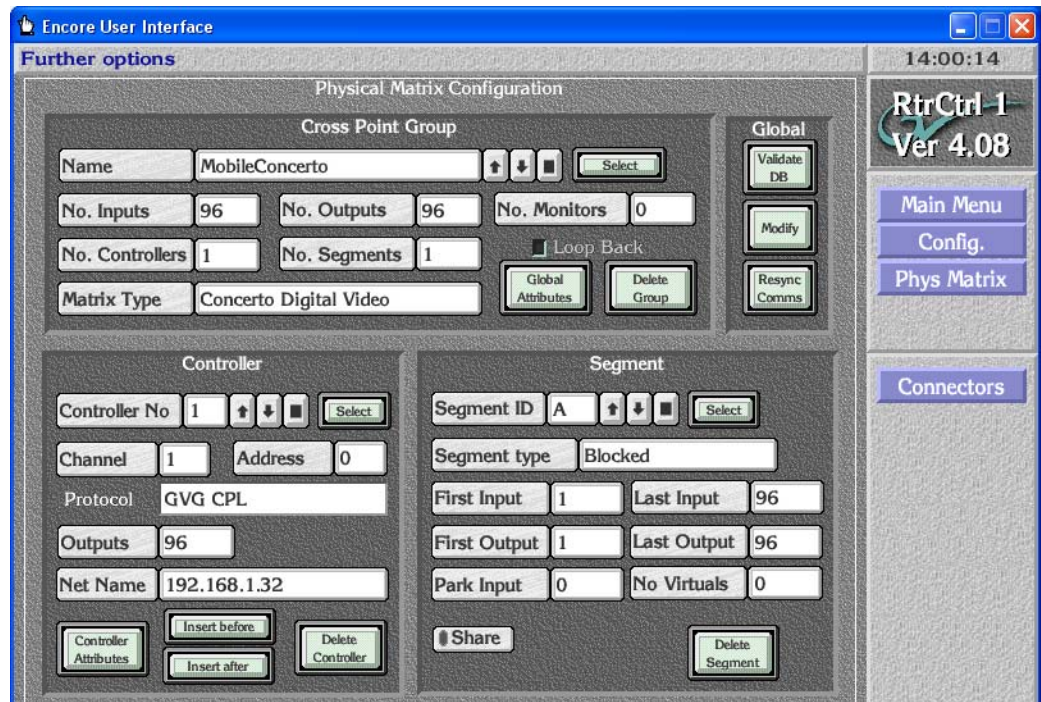 Encore User Interface
Further options
14:00:14
Physical Matrix Configuration
RtrCtrl 1
Ver 4.08
Cross Point Group
Global
Name MobileConcerto Select
Validate DB
No. Inputs 96 No. Outputs 96 No. Monitors 0
Modify
No. Controllers 1 No. Segments 1 Loop Back
Matrix Type Concerto Digital Video
Global Attributes
Delete Group
Resync Comms
Main Menu
Config.
Phys Matrix
Connectors
Controller
Controller No 1 Select
Channel 1 Address 0
Protocol GVG CPL
Outputs 96
Net Name 192.168.1.32
Controller Attributes
Insert before
Insert after
Delete Controller
Segment
Segment ID A Select
Segment type Blocked
First Input 1 Last Input 96
First Output 1 Last Output 96
Park Input 0 No Virtuals 0
Share
Delete Segment